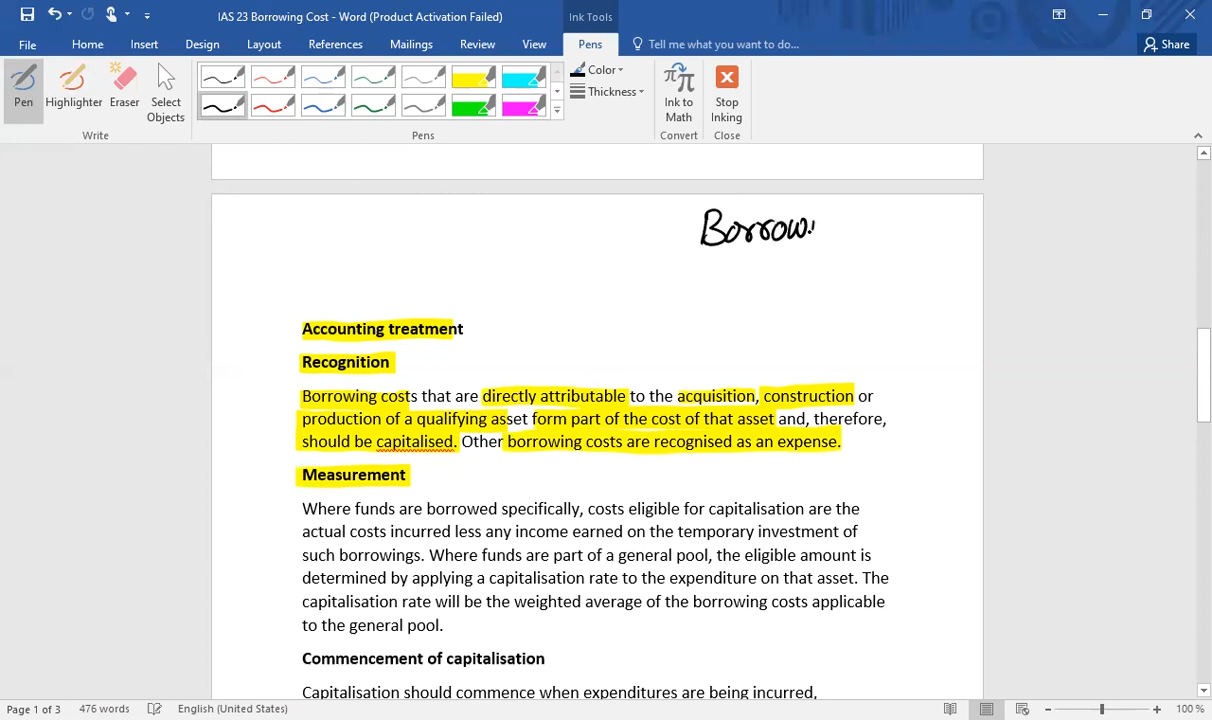 IAS 23 Borrowing Cost - Word (Product Activation Failed)
Ink Tools
File
Home
Insert
Design
Layout
References
Mailings
Review
View
Pens
Tell me what you want to do...
Share
Pen
Highlighter
Eraser
Select
Objects
Color
Thickness
Ink to
Math
Stop
Inking
Write
Pens
Convert
Close
Borrow
Accounting treatment
Recognition
Borrowing costs that are directly attributable to the acquisition, construction or
production of a qualifying asset form part of the cost of that asset and, therefore,
should be capitalised. Other borrowing costs are recognised as an expense.
Measurement
Where funds are borrowed specifically, costs eligible for capitalisation are the
actual costs incurred less any income earned on the temporary investment of
such borrowings. Where funds are part of a general pool, the eligible amount is
determined by applying a capitalisation rate to the expenditure on that asset. The
capitalisation rate will be the weighted average of the borrowing costs applicable
to the general pool.
Commencement of capitalisation
Capitalisation should commence when expenditures are being incurred,
Page 1 of 3
476 words
English (United States)
100 %